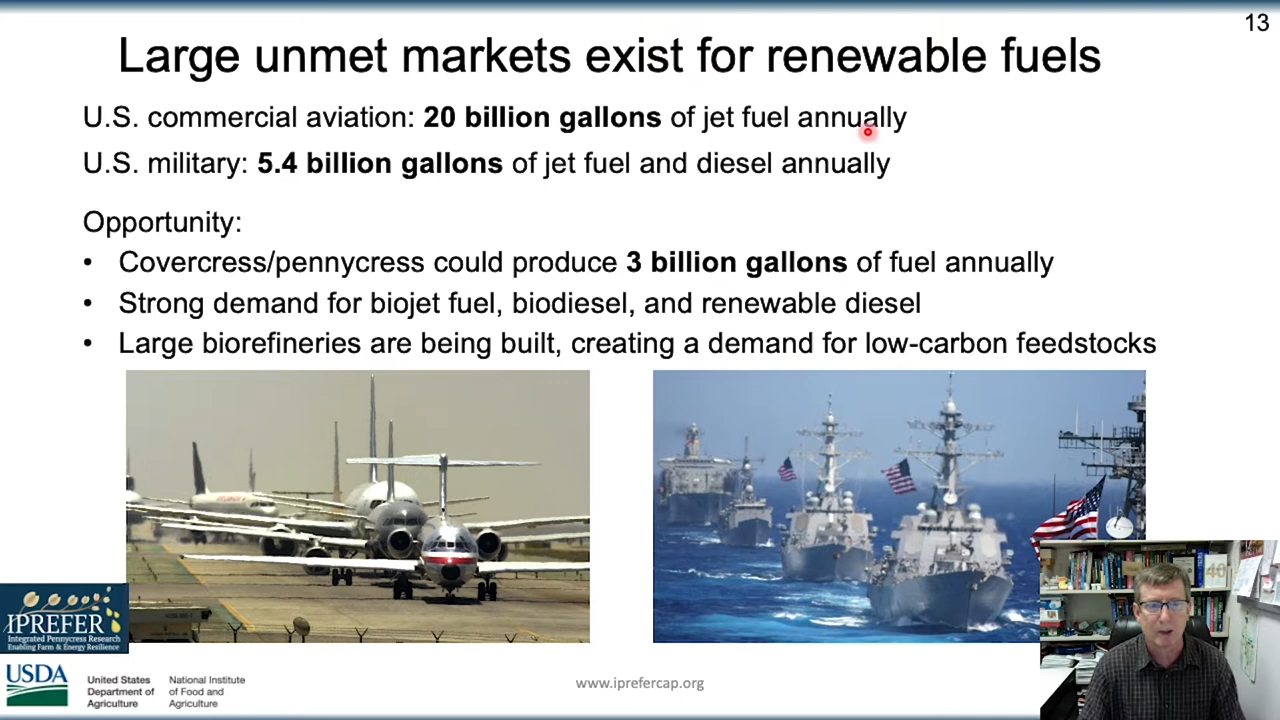 13
Large unmet markets exist for renewable fuels
U.S. commercial aviation: 20 billion gallons of jet fuel annually
U.S. military: 5.4 billion gallons of jet fuel and diesel annually
Opportunity:
• Covercress/pennycress could produce 3 billion gallons of fuel annually
• Strong demand for biojet fuel, biodiesel, and renewable diesel
• Large biorefineries are being built, creating a demand for low-carbon feedstocks
IPREFER
Integrated Pennycress Research
Enabling Farm & Energy Resilience
USDA
United States
Department of
Agriculture
National Institute
of Food and
Agriculture
www.iprefercap.org
40